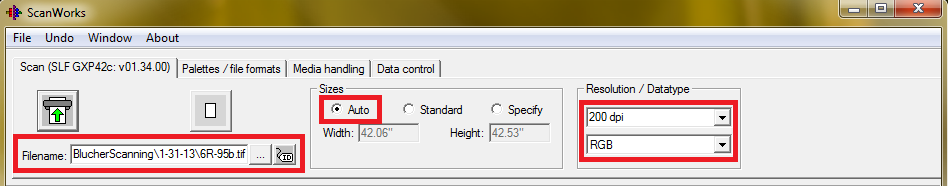 ScanWorks
File Undo Window About
Scan (SLF GXP42c: v01.34.00) Palettes / file formats Media handling Data control
Sizes
Auto Standard Specify
Width: 42.06" Height: 42.53"
Resolution / Datatype
200 dpi
RGB
Filename: BlucherScanning\1-31-13\6R-95b.tif ... ID